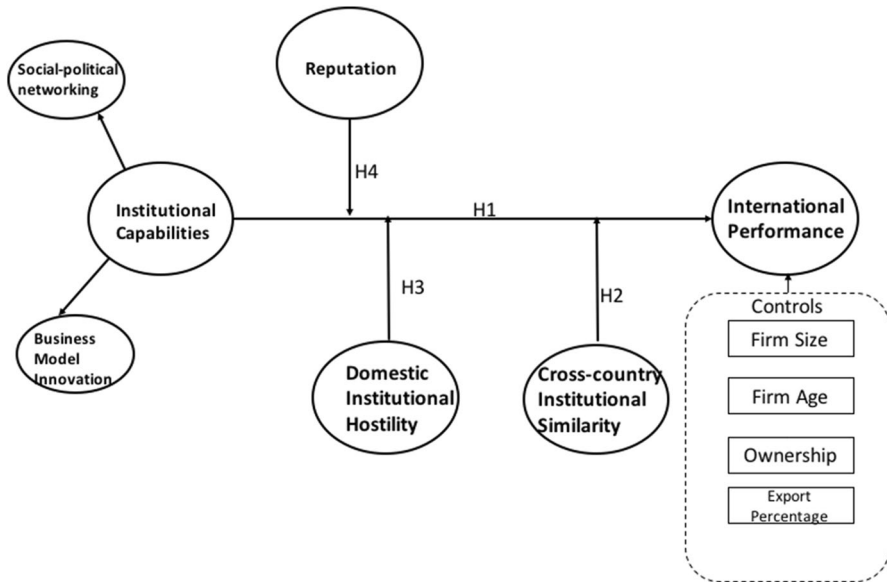 Social-political
networking
Reputation
H4
Institutional
Capabilities
H1
International
Performance
H3
H2
Business
Model
Innovation
Domestic
Institutional
Hostility
Cross-country
Institutional
Similarity
Controls
Firm Size
Firm Age
Ownership
Export
Percentage